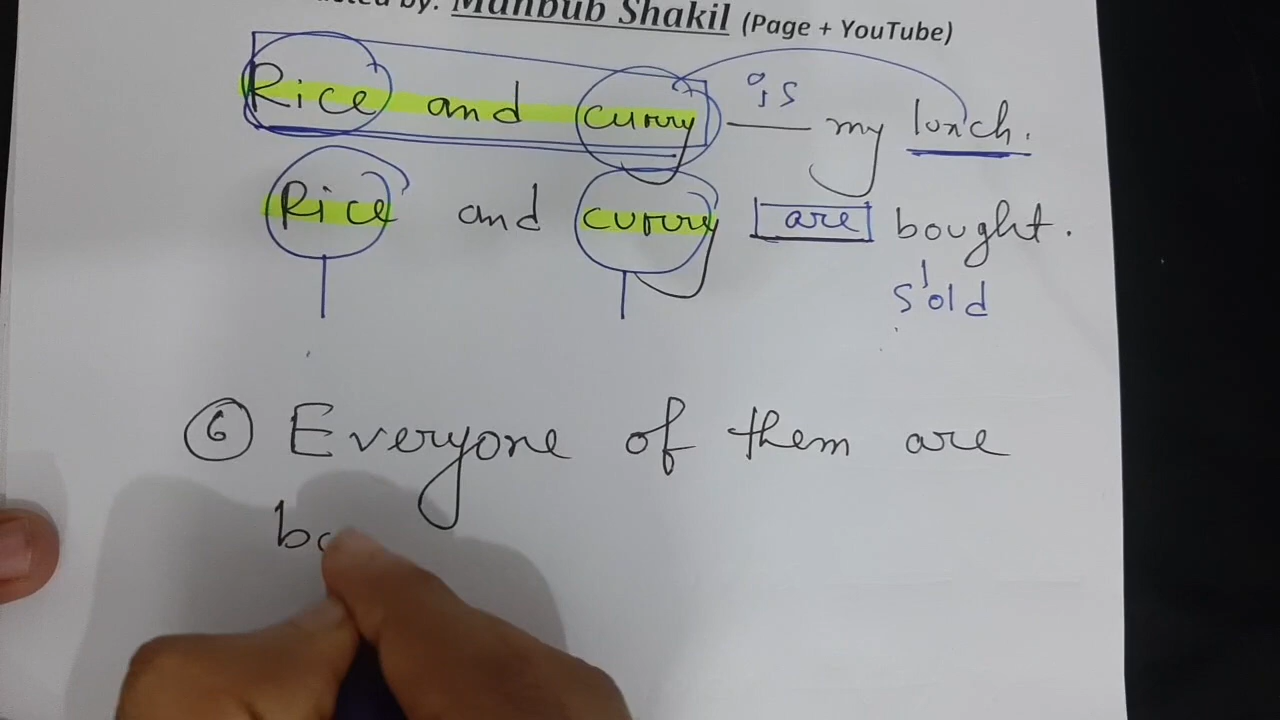 by: Mahbub Shakil (Page + YouTube)
Rice and curry is my lunch.
Rice and curry are bought.
sold
6 Everyone of them are